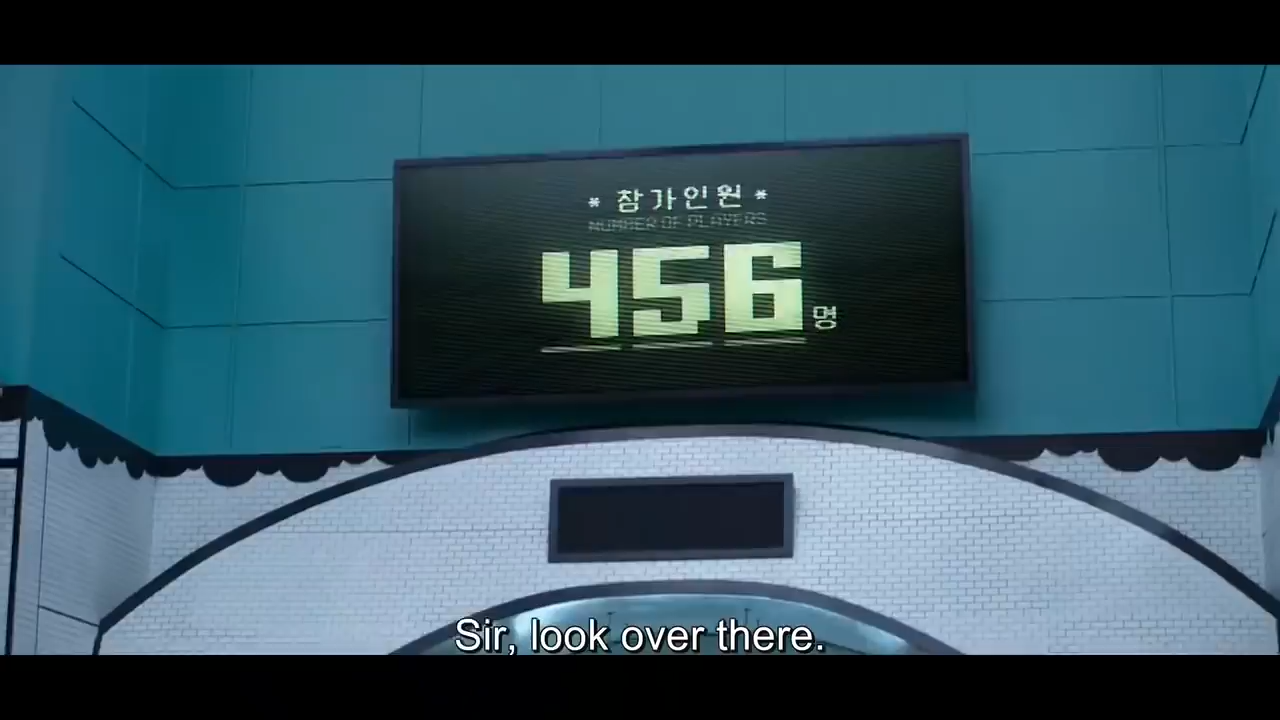 * 참가인원 *
NUMBER OF PLAYERS
456 명
Sir, look over there.